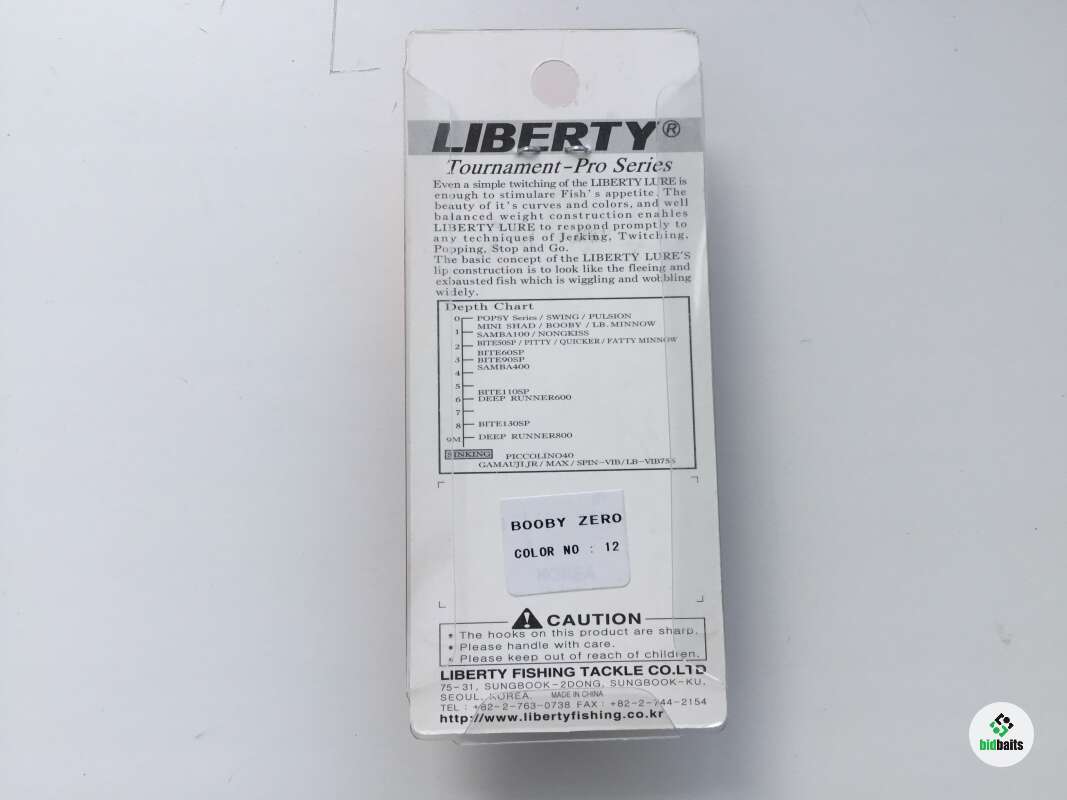 LIBERTY®
Tournament-Pro Series
Even a simple twitching of the LIBERTY LURE is
enough to stimulare Fish's appetite. The
beauty of it's curves and colors, and well
balanced weight construction enables
LIBERTY LURE to respond promptly to
any techniques of Jerking, Twitching,
Popping, Stop and Go.
The basic concept of the LIBERTY LURE'S
lip construction is to look like the fleeing and
exhausted fish which is wiggling and wobbling
widely.
Depth Chart
0 POPSY Series / SWING / PULSION
MINI SHAD / BOOBY / LB. MINNOW
1 SAMBA100 / NONGKISS
2 BITE50SP / PITTY / QUICKER / FATTY MINNOW
BITE60SP
3 BITE90SP
SAMBA400
4
5
BITE110SP
6 DEEP RUNNER600
7
8 BITE130SP
9M DEEP RUNNER800
SINKING PICCOLINO40
GAMAUJI.JR / MAX / SPIN-VIB / LB-VIB75S
BOOBY ZERO
COLOR NO : 12
KOREA
CAUTION
* The hooks on this product are sharp.
* Please handle with care.
* Please keep out of reach of children.
LIBERTY FISHING TACKLE CO.LTD
75-31, SUNGBOOK-2DONG, SUNGBOOK-KU,
SEOUL, KOREA. MADE IN CHINA
TEL : +82-2-763-0738 FAX : +82-2-744-2154
http://www.libertyfishing.co.kr
bidbaits